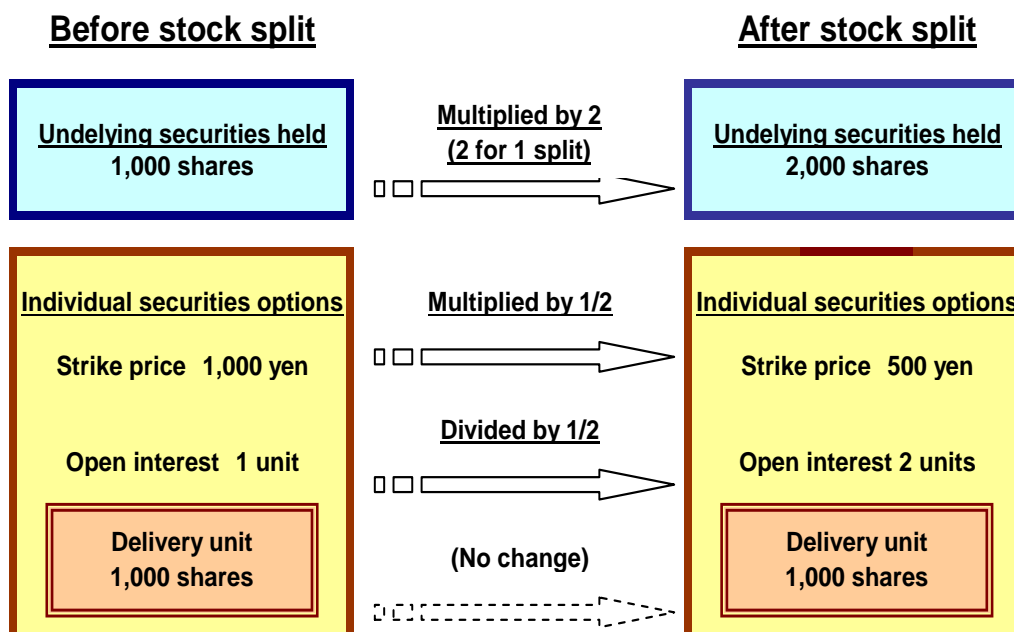 Before stock split
After stock split
Undelying securities held
1,000 shares
Multiplied by 2
(2 for 1 split)
Undelying securities held
2,000 shares
Individual securities options
Multiplied by 1/2
Individual securities options
Strike price 1,000 yen
Strike price 500 yen
Divided by 1/2
Open interest 1 unit
Open interest 2 units
Delivery unit
1,000 shares
(No change)
Delivery unit
1,000 shares